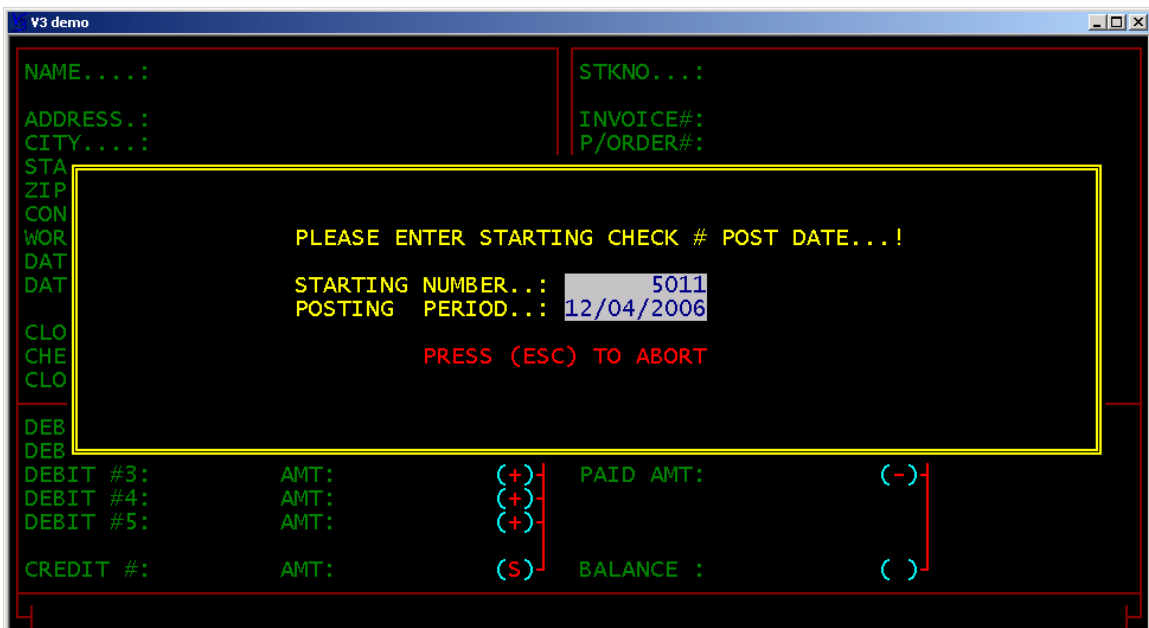 V3 demo
NAME....: STKNO...:
ADDRESS.: INVOICE#:
CITY....: P/ORDER#:
STA
ZIP
CON
WOR PLEASE ENTER STARTING CHECK # POST DATE...!
DAT
DAT STARTING NUMBER..: 5011
POSTING PERIOD..: 12/04/2006
CLO
CHE PRESS (ESC) TO ABORT
CLO
DEB
DEB
DEBIT #3: AMT: (+) PAID AMT: (-)
DEBIT #4: AMT: (+)
DEBIT #5: AMT: (+)
CREDIT #: AMT: (S) BALANCE : ( )